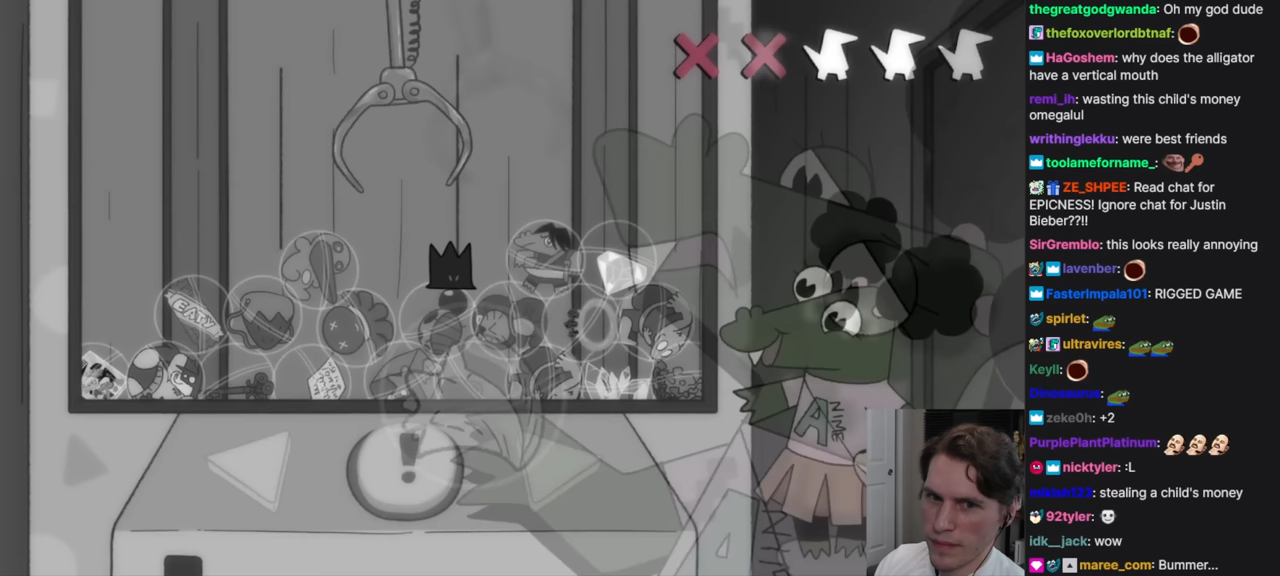 thegreatgodgwanda: Oh my god dude
thefoxoverlordbtnaf:
HaGoshem: why does the alligator
have a vertical mouth
remi_ih: wasting this child's money
omegalul
writhinglekku: were best friends
toolameforname_:
ZE_SHPEE: Read chat for
EPICNESS! Ignore chat for Justin
Bieber??!!
SirGremblo: this looks really annoying
lavenber:
FasterImpala101: RIGGED GAME
spirlet:
ultravires:
Keyll:
Dinosaurus:
zeke0h: +2
PurplePlantPlatinum:
nicktyler: :L
: stealing a child's money
92tyler:
idk__jack: wow
maree_com: Bummer...
EATY
A
NIME
!